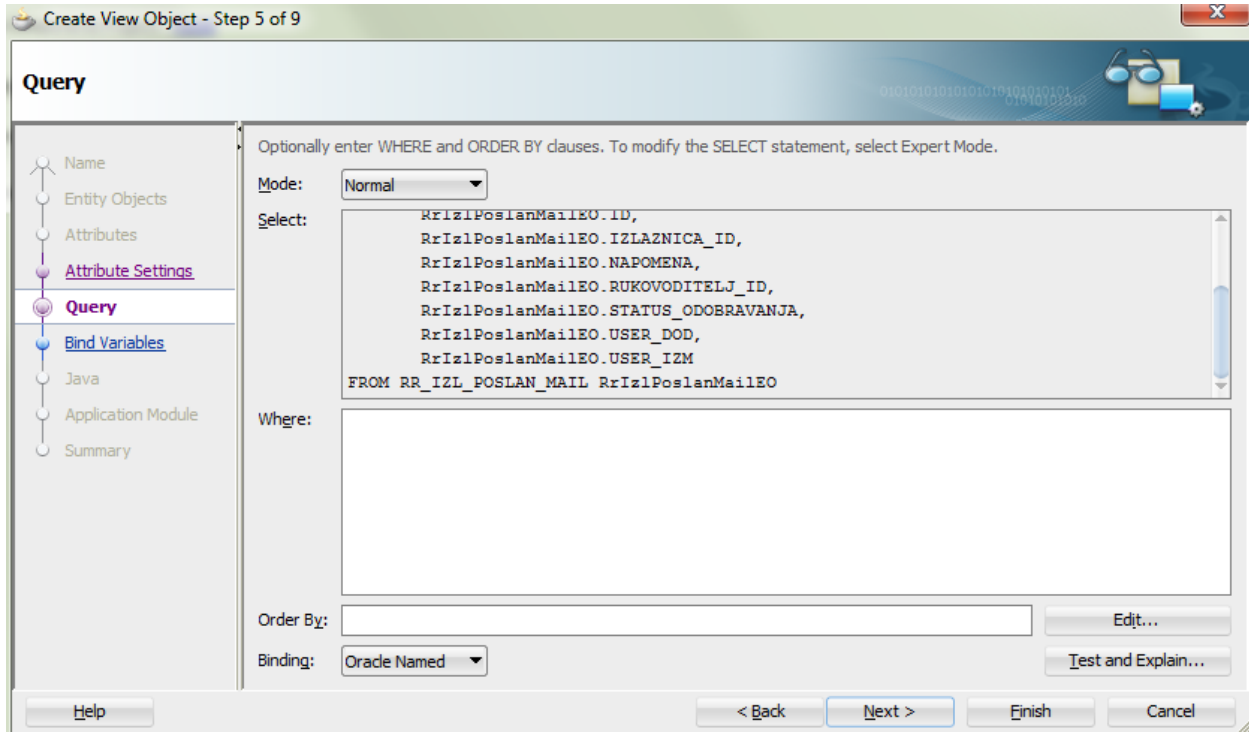 Create View Object - Step 5 of 9
Query
Name
Entity Objects
Attributes
Attribute Settings
Query
Bind Variables
Java
Application Module
Summary
Optionally enter WHERE and ORDER BY clauses. To modify the SELECT statement, select Expert Mode.
Mode: Normal
Select:
RrIzlPoslanMailEO.ID,
RrIzlPoslanMailEO.IZLAZNICA_ID,
RrIzlPoslanMailEO.NAPOMENA,
RrIzlPoslanMailEO.RUKOVODITELJ_ID,
RrIzlPoslanMailEO.STATUS_ODOBRAVANJA,
RrIzlPoslanMailEO.USER_DOD,
RrIzlPoslanMailEO.USER_IZM
FROM RR_IZL_POSLAN_MAIL RrIzlPoslanMailEO
Where:
Order By: Edit...
Binding: Oracle Named Test and Explain...
Help < Back Next > Finish Cancel